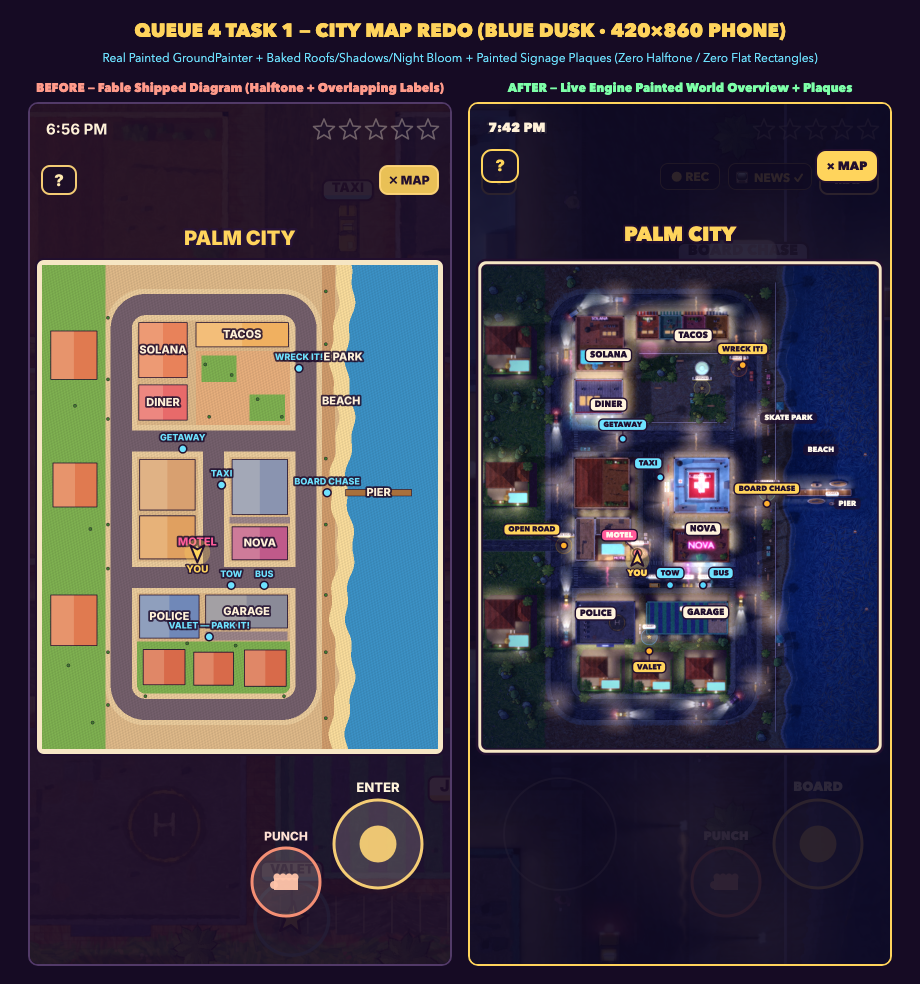 QUEUE 4 TASK 1 — CITY MAP REDO (BLUE DUSK • 420×860 PHONE)
Real Painted GroundPainter + Baked Roofs/Shadows/Night Bloom + Painted Signage Plaques (Zero Halftone / Zero Flat Rectangles)
BEFORE — Fable Shipped Diagram (Halftone + Overlapping Labels)
6:56 PM
?
TAXI
× MAP
PALM CITY
TACOS
SOLANA
WRECK IT!
E PARK
DINER
BEACH
GETAWAY
TAXI
BOARD CHASE
PIER
MOTEL
NOVA
YOU
TOW
BUS
POLICE
GARAGE
VALET — PARK IT!
ENTER
PUNCH
H
VALET
AFTER — Live Engine Painted World Overview + Plaques
7:42 PM
?
REC
NEWS ✓
× MAP
PALM CITY
TACOS
SOLANA
WRECK IT!
DINER
SKATE PARK
GETAWAY
BEACH
TAXI
BOARD CHASE
PIER
OPEN ROAD
MOTEL
NOVA
NOVA
YOU
TOW
BUS
POLICE
GARAGE
VALET
BOARD
PUNCH